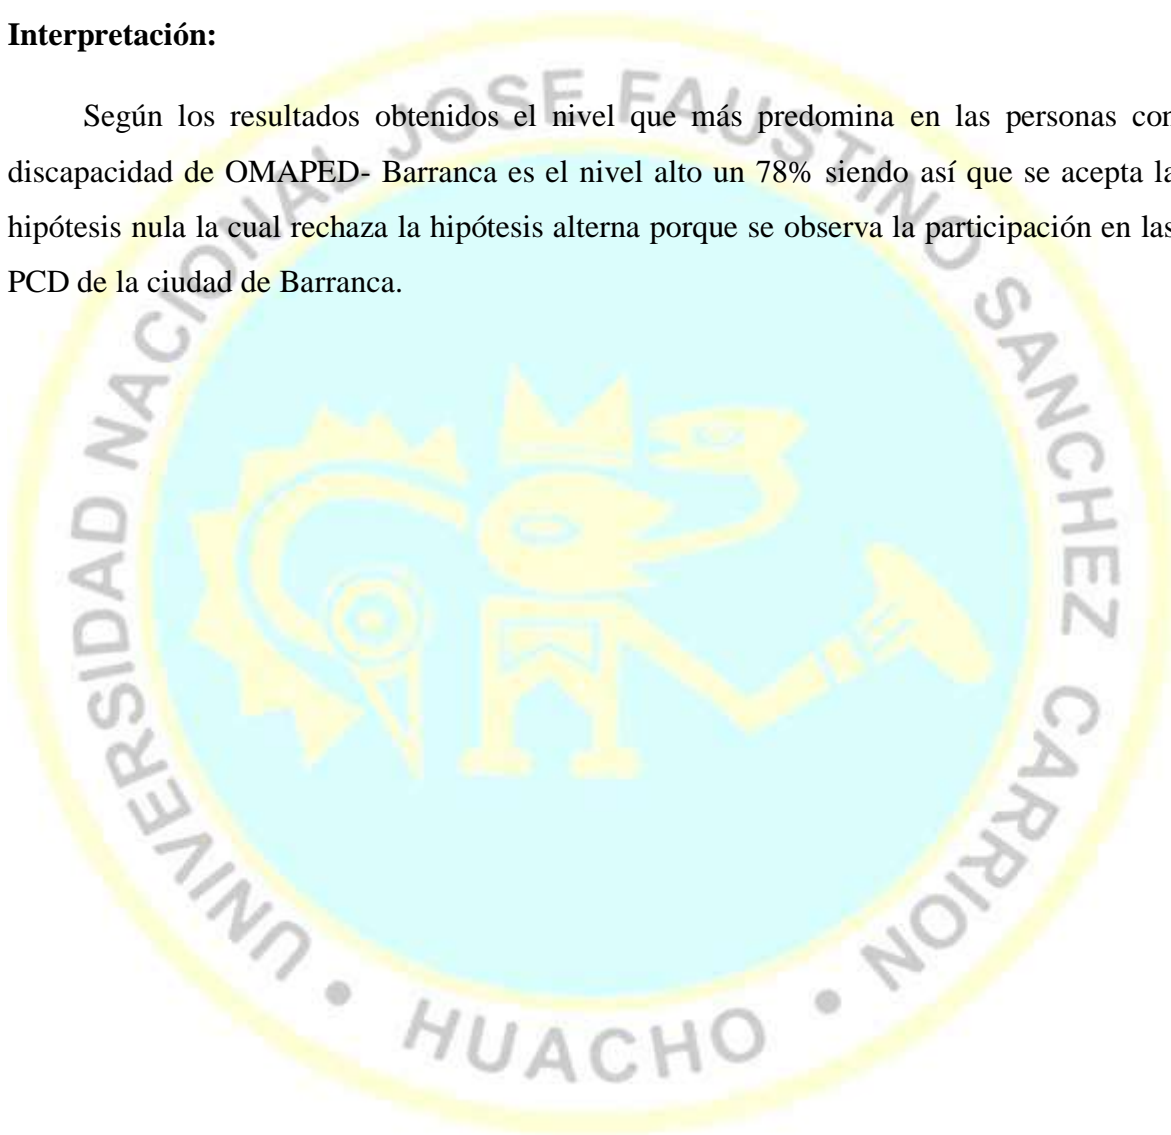 Interpretación:
Según los resultados obtenidos el nivel que más predomina en las personas con
discapacidad de OMAPED- Barranca es el nivel alto un 78% siendo así que se acepta la
hipótesis nula la cual rechaza la hipótesis alterna porque se observa la participación en las
PCD de la ciudad de Barranca.
UNIVERSIDAD NACIONAL JOSE FAUSTINO SANCHEZ CARRION
• HUACHO •